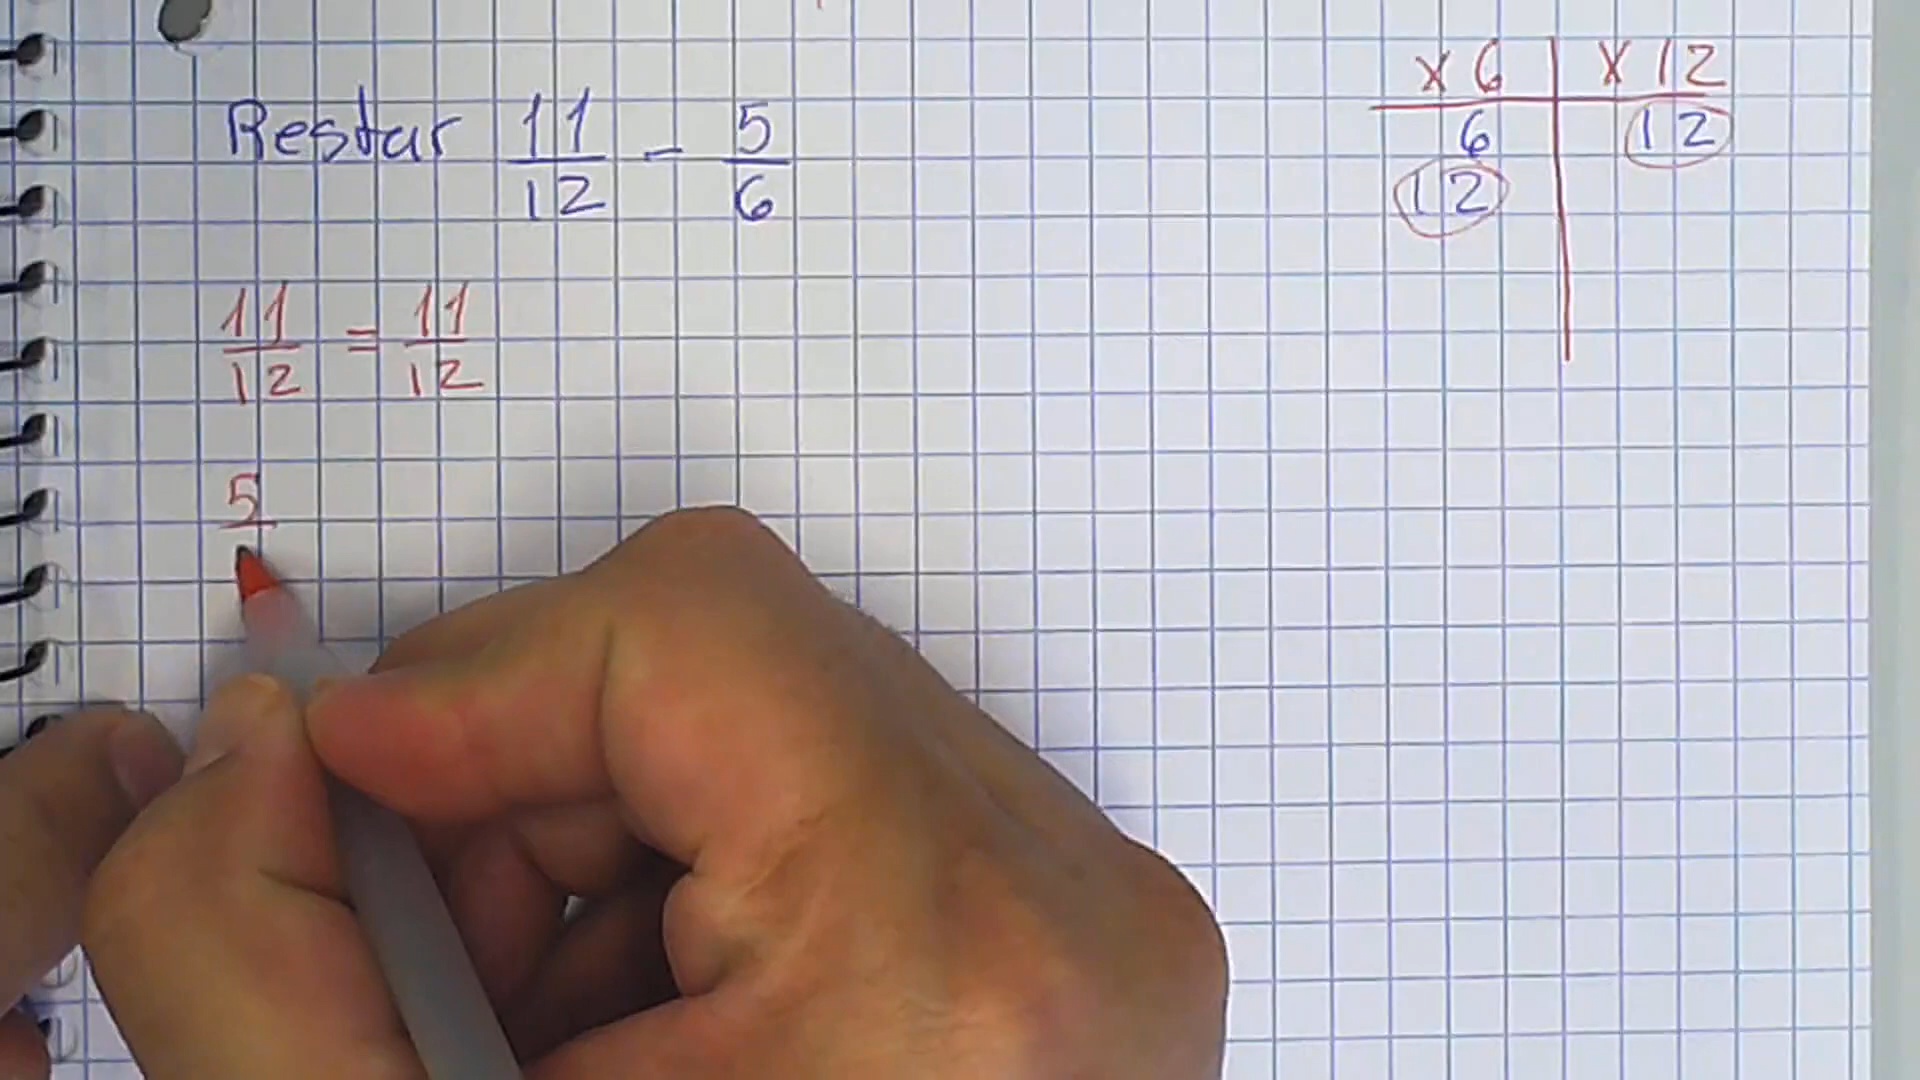 Restar 11/12 - 5/6
x 6 | x 12
6 | 12
12
11/12 = 11/12
5